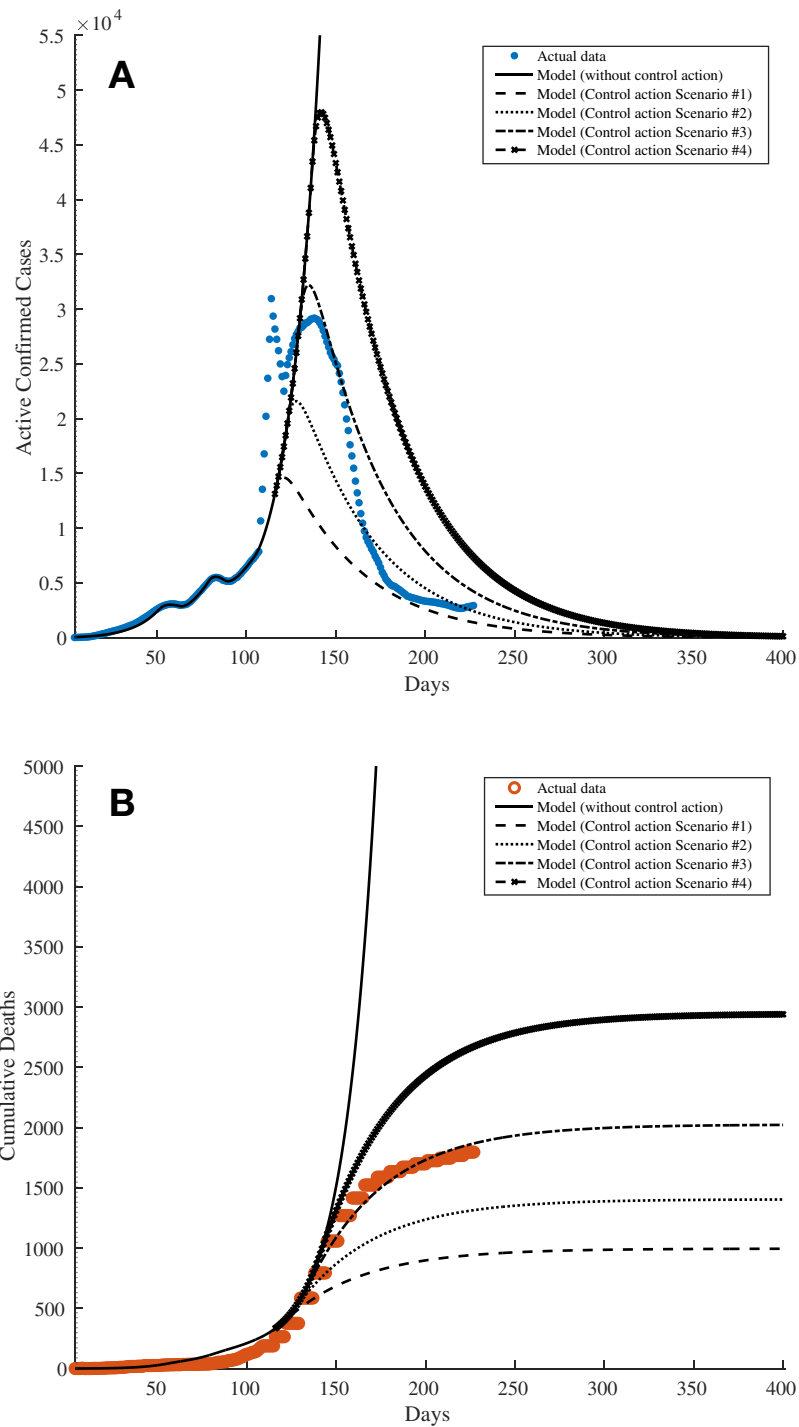 ×10⁴
A
5.5
5
4.5
4
3.5
3
2.5
2
1.5
1
0.5
0
Active Confirmed Cases
Actual data
Model (without control action)
Model (Control action Scenario #1)
Model (Control action Scenario #2)
Model (Control action Scenario #3)
Model (Control action Scenario #4)
50 100 150 200 250 300 350 400
Days
B
5000
4500
4000
3500
3000
2500
2000
1500
1000
500
0
Cumulative Deaths
Actual data
Model (without control action)
Model (Control action Scenario #1)
Model (Control action Scenario #2)
Model (Control action Scenario #3)
Model (Control action Scenario #4)
50 100 150 200 250 300 350 400
Days